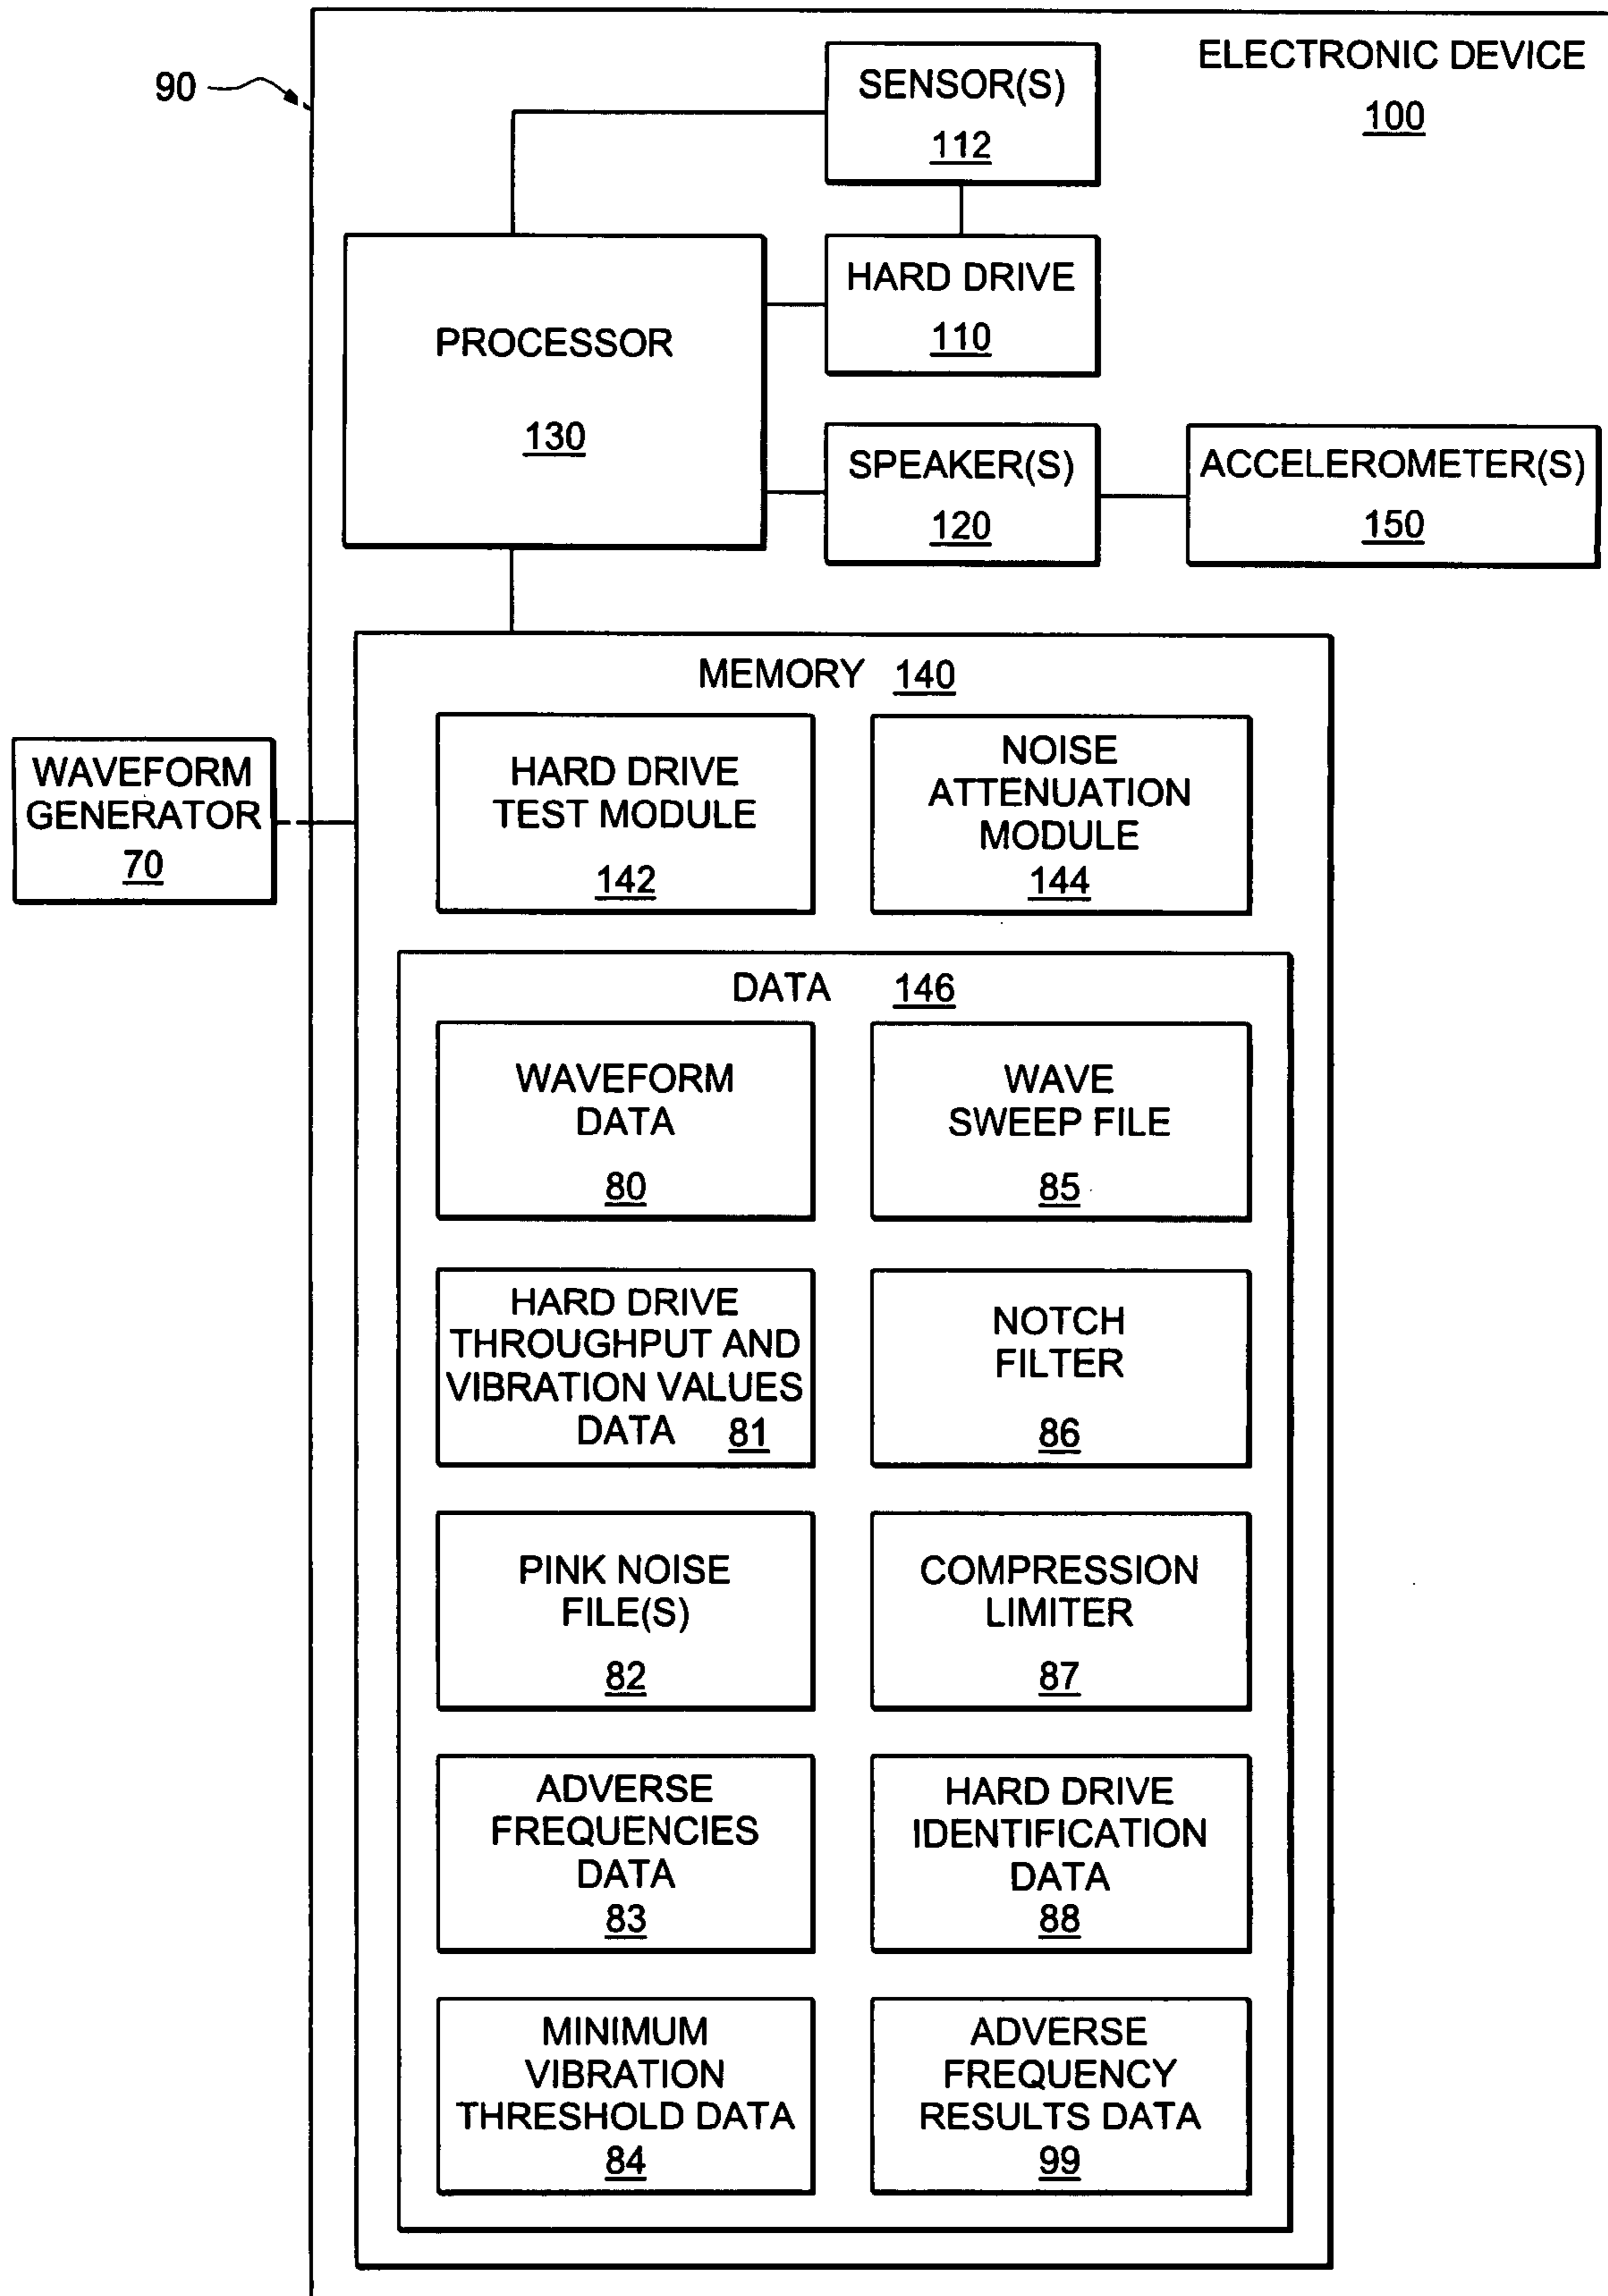 ELECTRONIC DEVICE
100
90
SENSOR(S)
112
PROCESSOR
130
HARD DRIVE
110
SPEAKER(S)
120
ACCELEROMETER(S)
150
MEMORY 140
WAVEFORM
GENERATOR
70
HARD DRIVE
TEST MODULE
142
NOISE
ATTENUATION
MODULE
144
DATA 146
WAVEFORM
DATA
80
WAVE
SWEEP FILE
85
HARD DRIVE
THROUGHPUT AND
VIBRATION VALUES
DATA 81
NOTCH
FILTER
86
PINK NOISE
FILE(S)
82
COMPRESSION
LIMITER
87
ADVERSE
FREQUENCIES
DATA
83
HARD DRIVE
IDENTIFICATION
DATA
88
MINIMUM
VIBRATION
THRESHOLD DATA
84
ADVERSE
FREQUENCY
RESULTS DATA
99